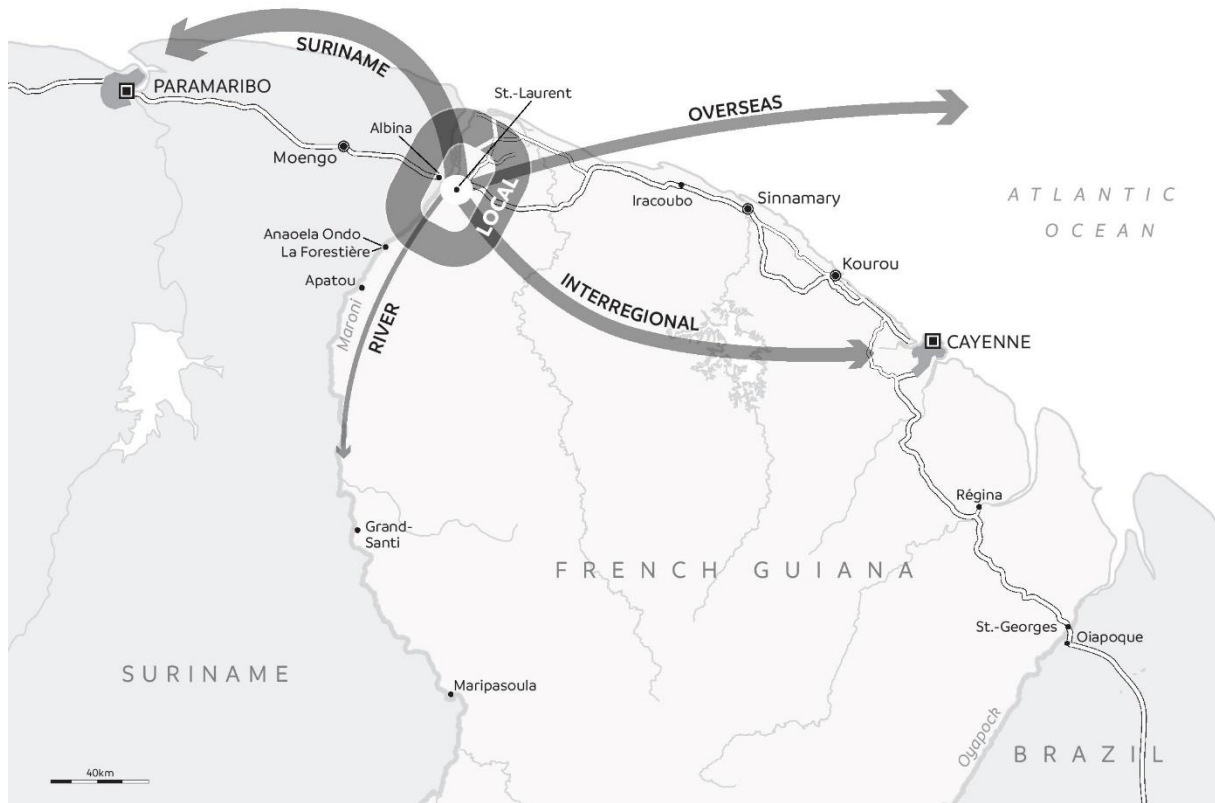 SURINAME
PARAMARIBO
St.-Laurent
OVERSEAS
Albina
Moengo
LOCAL
Iracoubo
Sinnamary
ATLANTIC
OCEAN
Anaoela Ondo
La Forestière
Kourou
Apatou
Maroni
RIVER
INTERREGIONAL
CAYENNE
Régina
Grand-
Santi
FRENCH GUIANA
St.-Georges
Oiapoque
SURINAME
Maripasoula
Oyapock
BRAZIL
40km